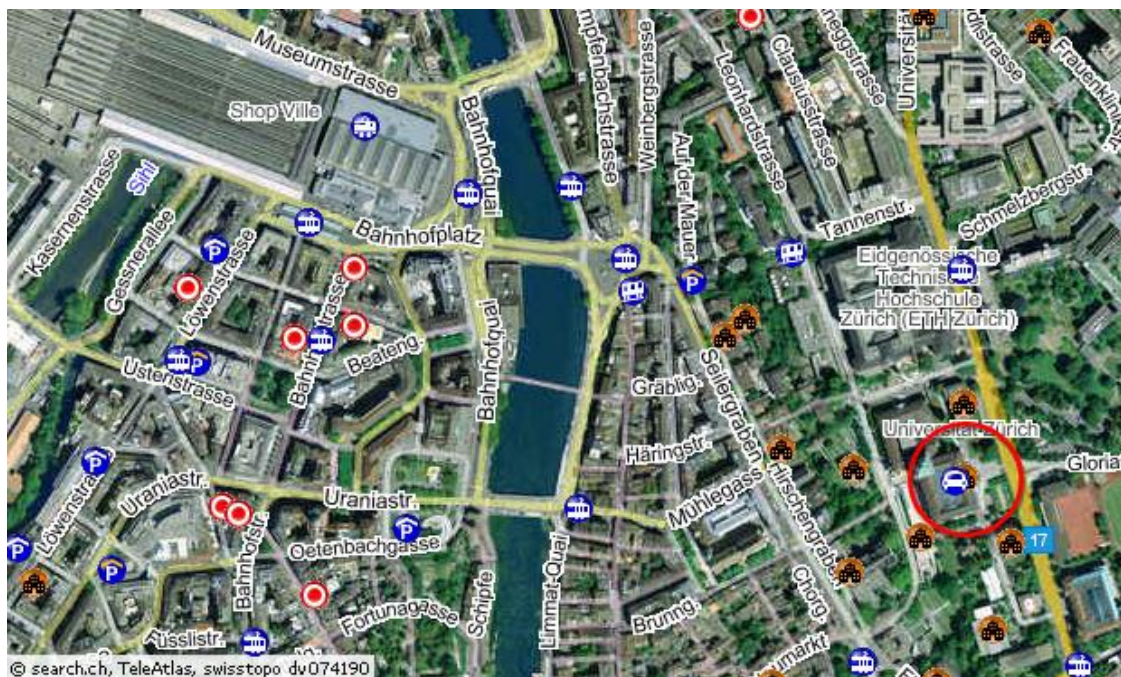 Museumstrasse
Shop Ville
Bahnhofquai
Weinbergstrasse
Auf der Mauer
Leonhardstrasse
Clausiusstrasse
Kasernenstrasse
Sihl
Gessnerallee
Löwenstrasse
Bahnhofplatz
Tannenstr.
Schmelzbergstr.
Eidgenössische
Technische
Hochschule
Zürich (ETH Zürich)
Usteristrasse
Beateng.
Bahnhofquai
Seilergraben
Gräblig.
Häringstr.
Universität Zürich
Gloria
Hirschengraben
Mühlegass
Uraniastr.
Uraniastr.
Bahnhofstr.
Oetenbachgasse
Fortunagasse
Schipfe
Limmat-Quai
Brunng.
Chorg.
17
Füsslistr.
P
P
P
P
P
P
P
© search.ch, TeleAtlas, swisstopo dv074190